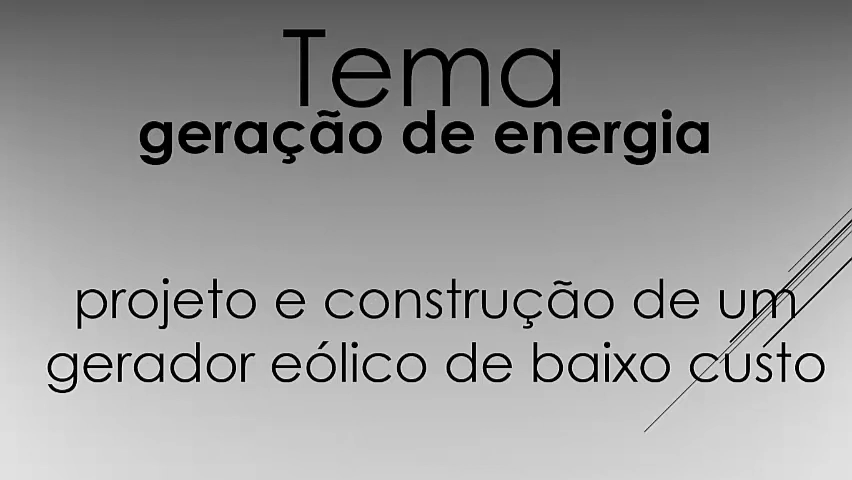 Tema
geração de energia
projeto e construção de um
gerador eólico de baixo custo